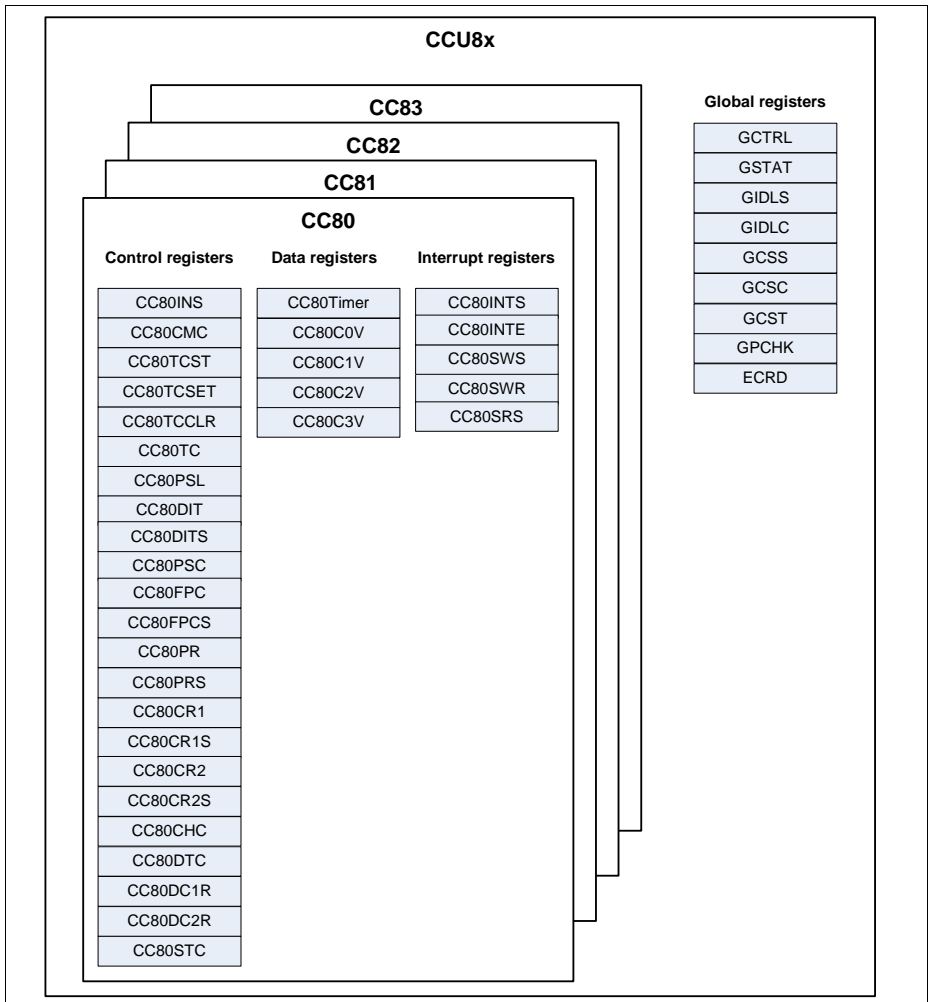 CCU8x
CC83
CC82
CC81
CC80
Control registers
CC80INS
CC80CMC
CC80TCST
CC80TCSET
CC80TCCLR
CC80TC
CC80PSL
CC80DIT
CC80DITS
CC80PSC
CC80FPC
CC80FPCS
CC80PR
CC80PRS
CC80CR1
CC80CR1S
CC80CR2
CC80CR2S
CC80CHC
CC80DTC
CC80DC1R
CC80DC2R
CC80STC
Data registers
CC80Timer
CC80C0V
CC80C1V
CC80C2V
CC80C3V
Interrupt registers
CC80INTS
CC80INTE
CC80SWS
CC80SWR
CC80SRS
Global registers
GCTRL
GSTAT
GIDLS
GIDLC
GCSS
GCSC
GCST
GPCHK
ECRD